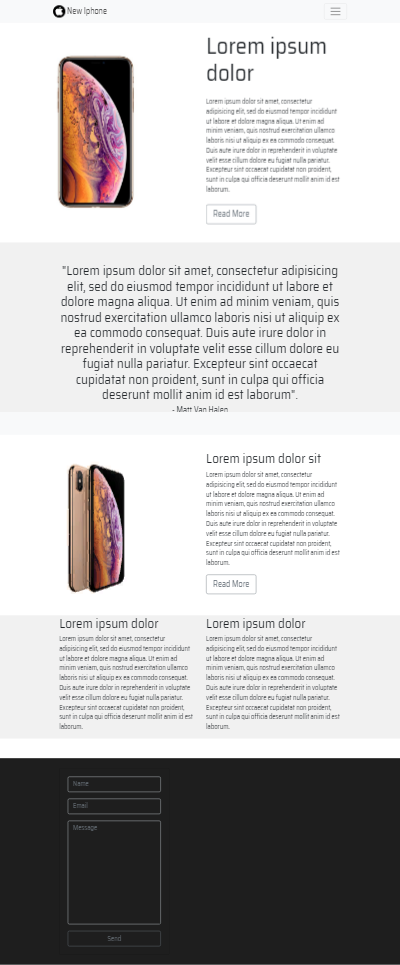 New Iphone
Lorem ipsum
dolor
Lorem ipsum dolor sit amet, consectetur
adipisicing elit, sed do eiusmod tempor incididunt
ut labore et dolore magna aliqua. Ut enim ad
minim veniam, quis nostrud exercitation ullamco
laboris nisi ut aliquip ex ea commodo consequat.
Duis aute irure dolor in reprehenderit in voluptate
velit esse cillum dolore eu fugiat nulla pariatur.
Excepteur sint occaecat cupidatat non proident,
sunt in culpa qui officia deserunt mollit anim id est
laborum.
Read More
"Lorem ipsum dolor sit amet, consectetur adipisicing
elit, sed do eiusmod tempor incididunt ut labore et
dolore magna aliqua. Ut enim ad minim veniam, quis
nostrud exercitation ullamco laboris nisi ut aliquip ex
ea commodo consequat. Duis aute irure dolor in
reprehenderit in voluptate velit esse cillum dolore eu
fugiat nulla pariatur. Excepteur sint occaecat
cupidatat non proident, sunt in culpa qui officia
deserunt mollit anim id est laborum".
- Matt Van Halen
Lorem ipsum dolor sit
Lorem ipsum dolor sit amet, consectetur
adipisicing elit, sed do eiusmod tempor incididunt
ut labore et dolore magna aliqua. Ut enim ad
minim veniam, quis nostrud exercitation ullamco
laboris nisi ut aliquip ex ea commodo consequat.
Duis aute irure dolor in reprehenderit in voluptate
velit esse cillum dolore eu fugiat nulla pariatur.
Excepteur sint occaecat cupidatat non proident,
sunt in culpa qui officia deserunt mollit anim id est
laborum.
Read More
Lorem ipsum dolor
Lorem ipsum dolor sit amet, consectetur
adipisicing elit, sed do eiusmod tempor incididunt
ut labore et dolore magna aliqua. Ut enim ad
minim veniam, quis nostrud exercitation ullamco
laboris nisi ut aliquip ex ea commodo consequat.
Duis aute irure dolor in reprehenderit in voluptate
velit esse cillum dolore eu fugiat nulla pariatur.
Excepteur sint occaecat cupidatat non proident,
sunt in culpa qui officia deserunt mollit anim id est
laborum.
Lorem ipsum dolor
Lorem ipsum dolor sit amet, consectetur
adipisicing elit, sed do eiusmod tempor incididunt
ut labore et dolore magna aliqua. Ut enim ad
minim veniam, quis nostrud exercitation ullamco
laboris nisi ut aliquip ex ea commodo consequat.
Duis aute irure dolor in reprehenderit in voluptate
velit esse cillum dolore eu fugiat nulla pariatur.
Excepteur sint occaecat cupidatat non proident,
sunt in culpa qui officia deserunt mollit anim id est
laborum.
Name
Email
Message
Send